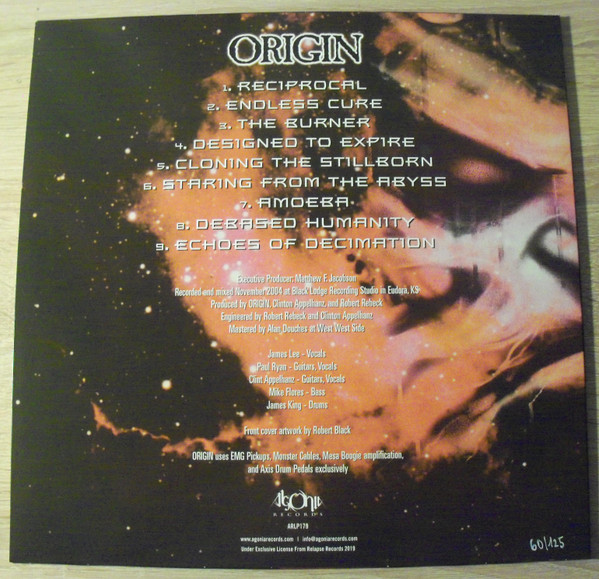 ORIGIN
1. RECIPROCAL
2. ENDLESS CURE
3. THE BURNER
4. DESIGNED TO EXPIRE
5. CLONING THE STILLBORN
6. STARING FROM THE ABYSS
7. AMOEBA
8. DEBASED HUMANITY
9. ECHOES OF DECIMATION
Executive Producer: Matthew F. Jacobson
Recorded and mixed November 2004 at Black Lodge Recording Studio in Eudora, KS
Produced by ORIGIN, Clinton Appelhanz, and Robert Rebeck
Engineered by Robert Rebeck and Clinton Appelhanz
Mastered by Alan Douches at West West Side
James Lee - Vocals
Paul Ryan - Guitars, Vocals
Clint Appelhanz - Guitars, Vocals
Mike Flores - Bass
James King - Drums
Front cover artwork by Robert Black
ORIGIN uses EMG Pickups, Monster Cables, Mesa Boogie amplification,
and Axis Drum Pedals exclusively
Agonia
RECORDS
ARLP179
www.agoniarecords.com | info@agoniarecords.com
Under Exclusive License From Relapse Records 2019
60/125